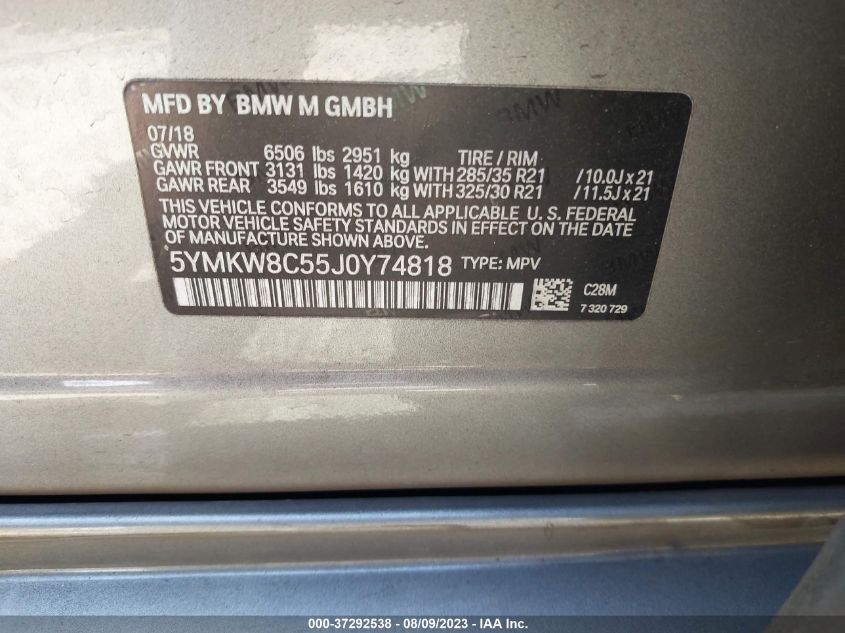 MFD BY BMW M GMBH
07/18
GVWR 6506 lbs 2951 kg TIRE / RIM
GAWR FRONT 3131 lbs 1420 kg WITH 285/35 R21 /10.0J x 21
GAWR REAR 3549 lbs 1610 kg WITH 325/30 R21 /11.5J x 21
THIS VEHICLE CONFORMS TO ALL APPLICABLE U. S. FEDERAL
MOTOR VEHICLE SAFETY STANDARDS IN EFFECT ON THE DATE
OF MANUFACTURE SHOWN ABOVE.
5YMKW8C55J0Y74818 TYPE: MPV
C28M
7 320 729
000-37292538 - 08/09/2023 - IAA Inc.